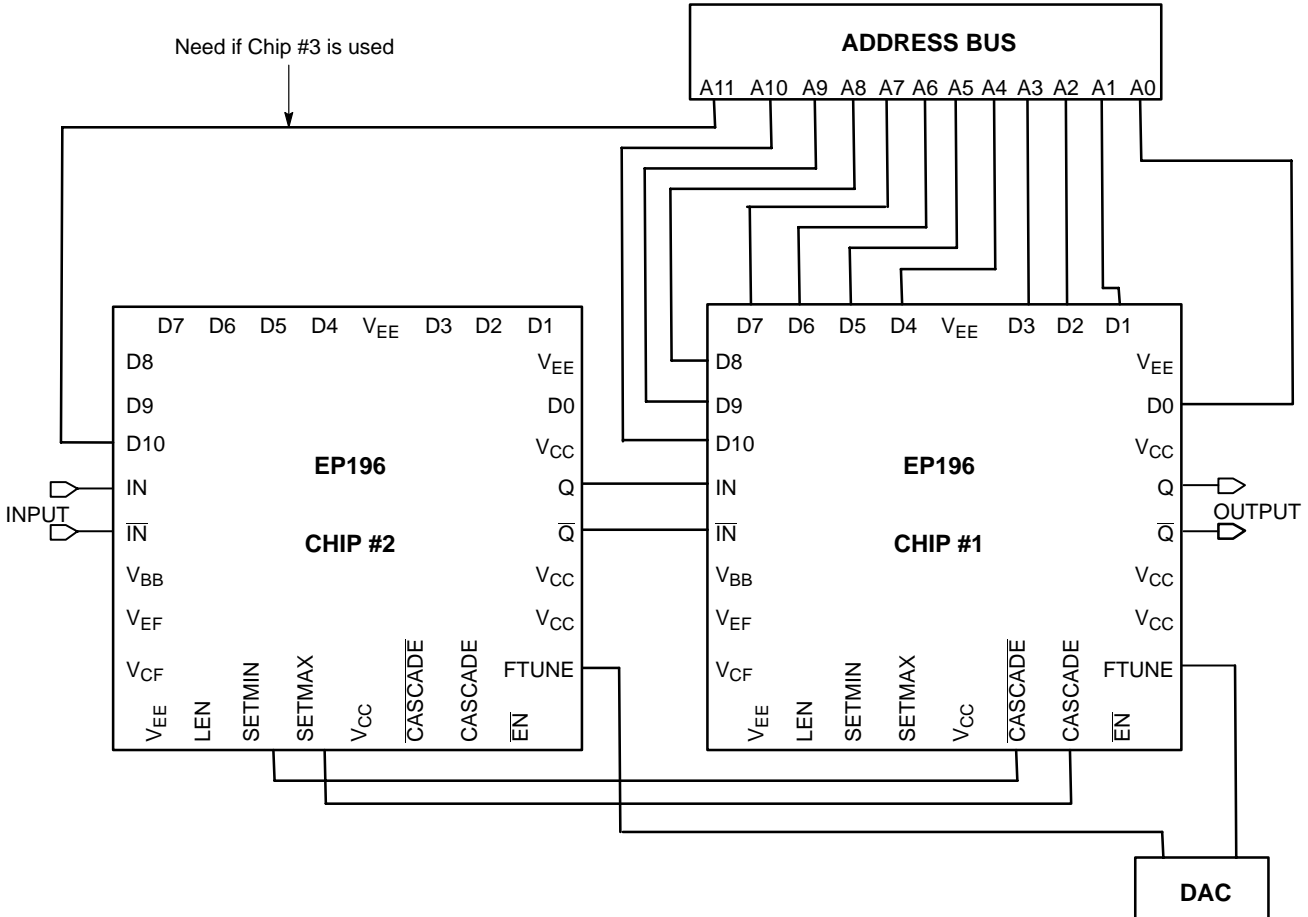 Need if Chip #3 is used
ADDRESS BUS
A11 A10 A9 A8 A7 A6 A5 A4 A3 A2 A1 A0
D7 D6 D5 D4 VEE D3 D2 D1
D8
VEE
D9
D0
D10
VCC
EP196
IN
Q
INPUT
IN
Q
CHIP #2
VBB
VCC
VEF
VCC
VCF
FTUNE
VEE
LEN
SETMIN
SETMAX
VCC
CASCADE
CASCADE
EN
D7 D6 D5 D4 VEE D3 D2 D1
D8
VEE
D9
D0
D10
VCC
EP196
IN
Q
OUTPUT
IN
Q
CHIP #1
VBB
VCC
VEF
VCC
VCF
FTUNE
VEE
LEN
SETMIN
SETMAX
VCC
CASCADE
CASCADE
EN
DAC